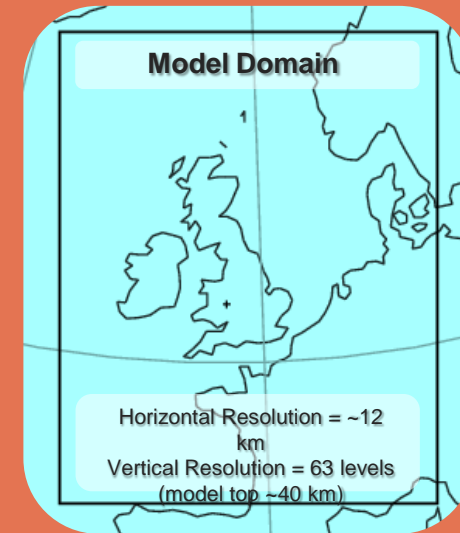 Model Domain
Horizontal Resolution = ~12
km
Vertical Resolution = 63 levels
(model top ~40 km)